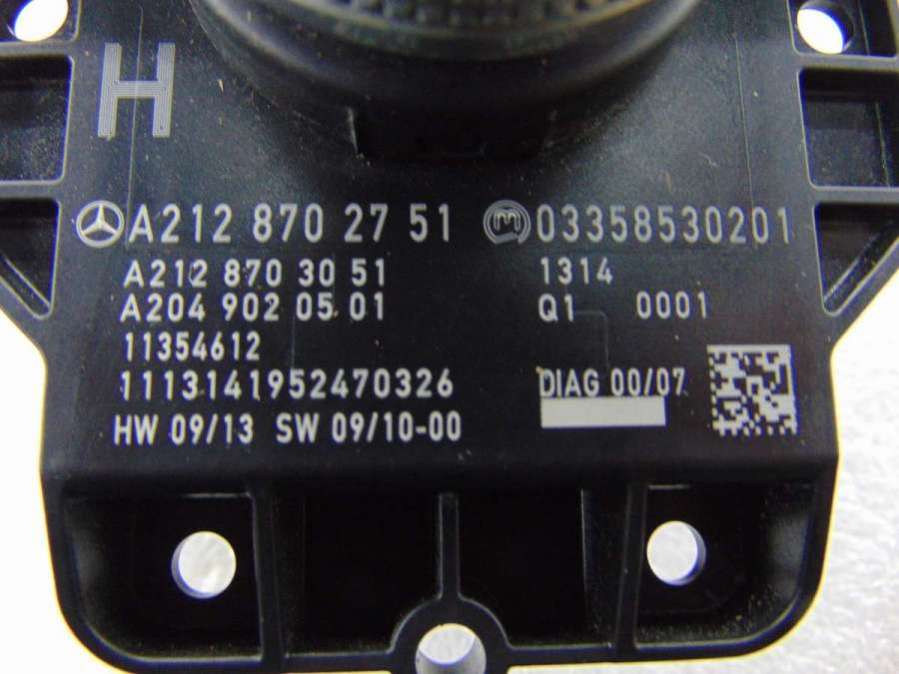 H
A212 870 27 51 03358530201
A212 870 30 51 1314
A204 902 05 01 Q1 0001
11354612
1113141952470326 DIAG 00/07
HW 09/13 SW 09/10-00